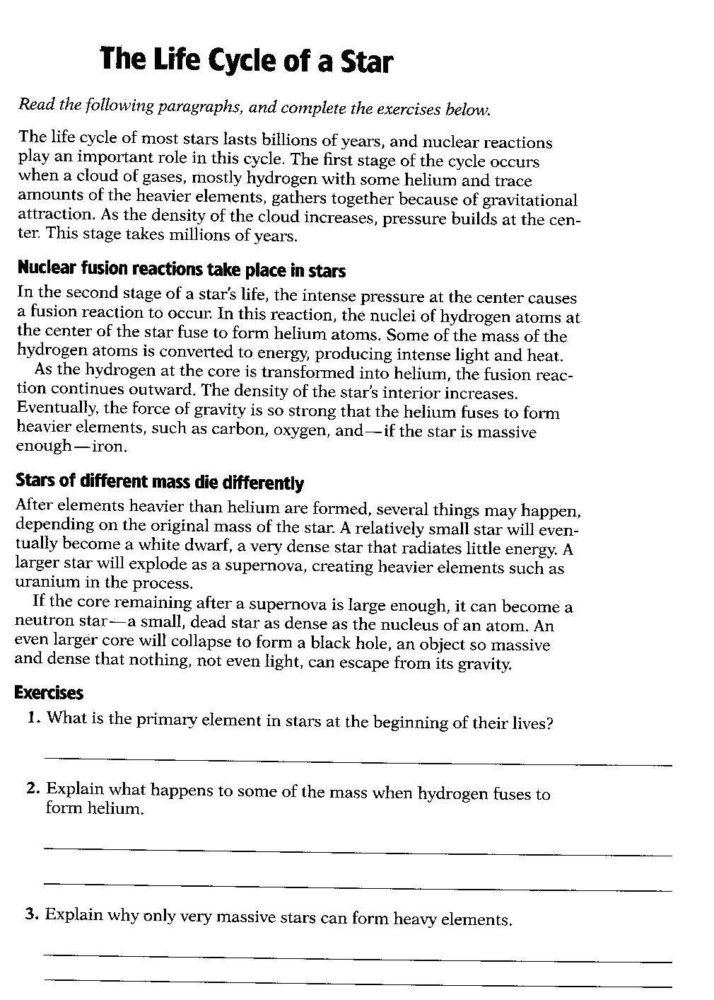 The Life Cycle of a Star
Read the following paragraphs, and complete the exercises below.
The life cycle of most stars lasts billions of years, and nuclear reactions
play an important role in this cycle. The first stage of the cycle occurs
when a cloud of gases, mostly hydrogen with some helium and trace
amounts of the heavier elements, gathers together because of gravitational
attraction. As the density of the cloud increases, pressure builds at the cen-
ter. This stage takes millions of years.
Nuclear fusion reactions take place in stars
In the second stage of a star's life, the intense pressure at the center causes
a fusion reaction to occur. In this reaction, the nuclei of hydrogen atoms at
the center of the star fuse to form helium atoms. Some of the mass of the
hydrogen atoms is converted to energy, producing intense light and heat.
As the hydrogen at the core is transformed into helium, the fusion reac-
tion continues outward. The density of the star's interior increases.
Eventually, the force of gravity is so strong that the helium fuses to form
heavier elements, such as carbon, oxygen, and—if the star is massive
enough—iron.
Stars of different mass die differently
After elements heavier than helium are formed, several things may happen,
depending on the original mass of the star. A relatively small star will even-
tually become a white dwarf, a very dense star that radiates little energy. A
larger star will explode as a supernova, creating heavier elements such as
uranium in the process.
If the core remaining after a supernova is large enough, it can become a
neutron star—a small, dead star as dense as the nucleus of an atom. An
even larger core will collapse to form a black hole, an object so massive
and dense that nothing, not even light, can escape from its gravity.
Exercises
1. What is the primary element in stars at the beginning of their lives?
2. Explain what happens to some of the mass when hydrogen fuses to
form helium.
3. Explain why only very massive stars can form heavy elements.